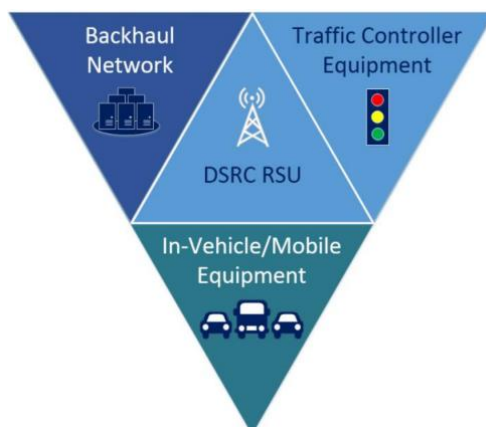 Backhaul
Network
Traffic Controller
Equipment
DSRC RSU
In-Vehicle/Mobile
Equipment